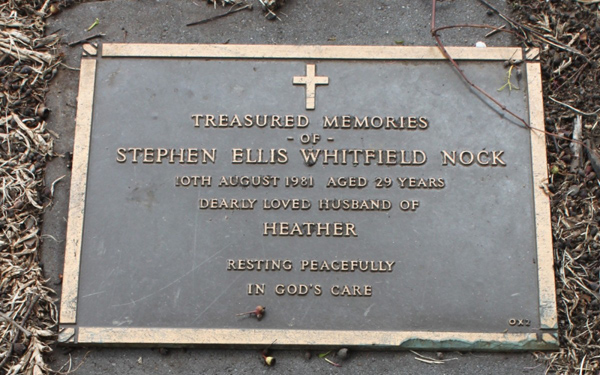 TREASURED MEMORIES
- OF -
STEPHEN ELLIS WHITFIELD NOCK
10TH AUGUST 1981 AGED 29 YEARS
DEARLY LOVED HUSBAND OF
HEATHER
RESTING PEACEFULLY
IN GOD'S CARE
OX2